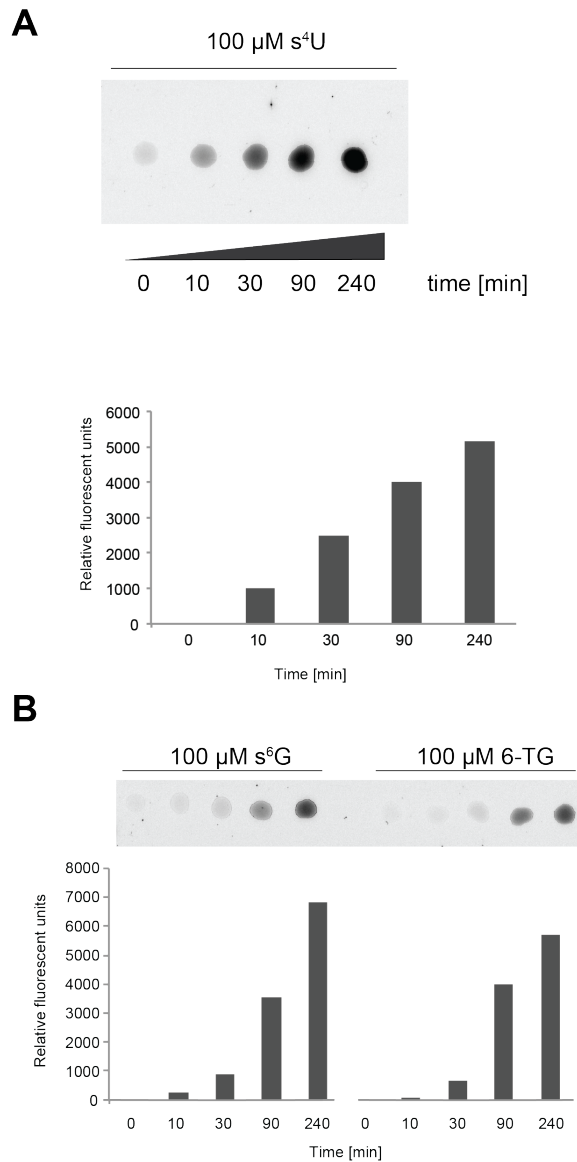 A
100 µM s⁴U
0 10 30 90 240 time [min]
Relative fluorescent units
6000
5000
4000
3000
2000
1000
0
0 10 30 90 240
Time [min]
B
100 µM s⁶G 100 µM 6-TG
Relative fluorescent units
8000
7000
6000
5000
4000
3000
2000
1000
0
0 10 30 90 240 0 10 30 90 240
Time [min]